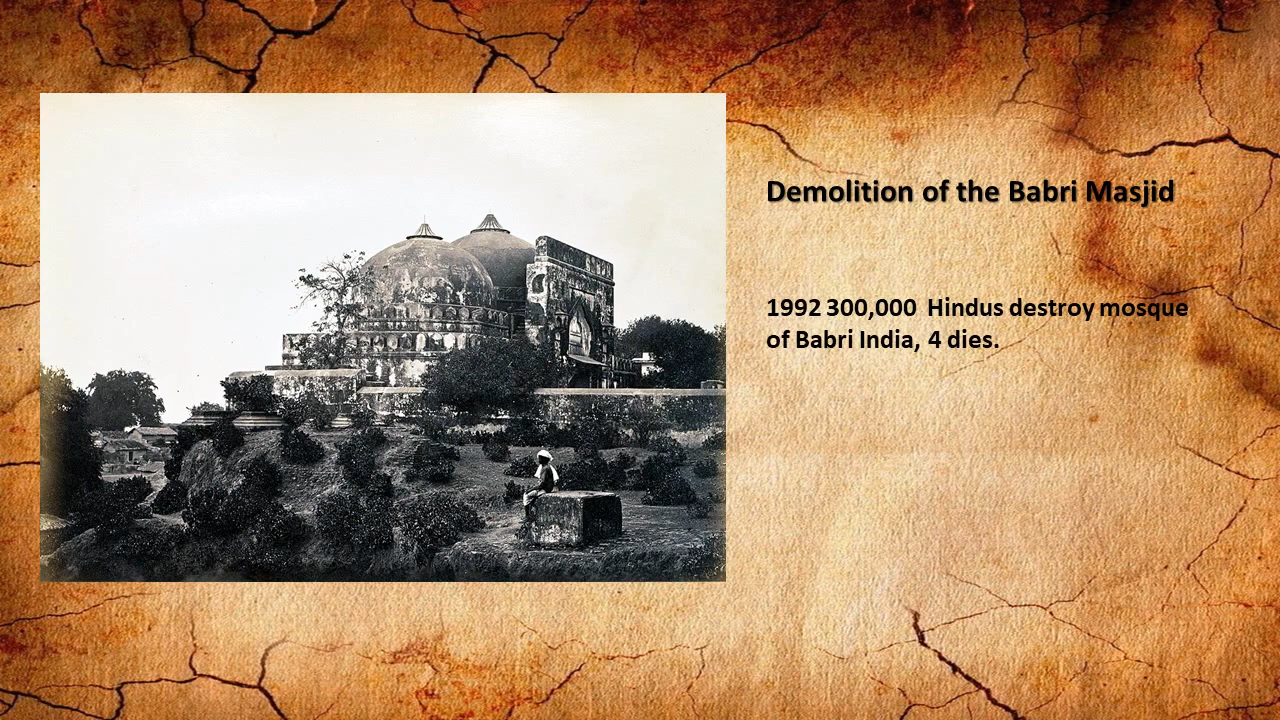 Demolition of the Babri Masjid
1992 300,000  Hindus destroy mosque
of Babri India, 4 dies.